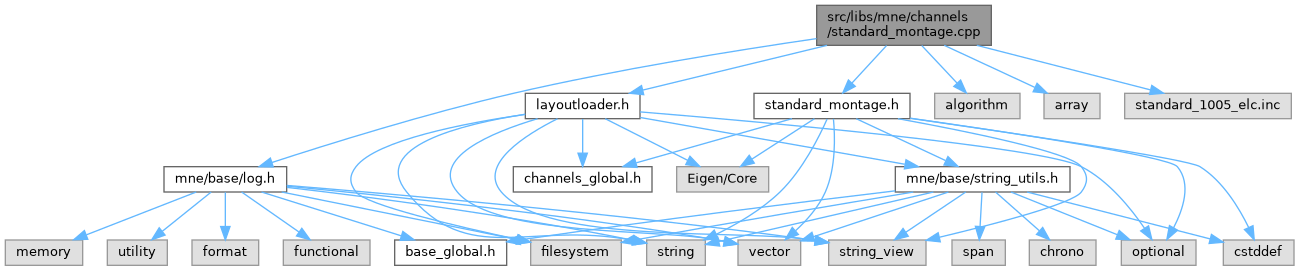 src/libs/mne/channels
/standard_montage.cpp
layoutloader.h
standard_montage.h
algorithm
array
standard_1005_elc.inc
mne/base/log.h
channels_global.h
Eigen/Core
mne/base/string_utils.h
memory
utility
format
functional
base_global.h
filesystem
string
vector
string_view
span
chrono
optional
cstddef